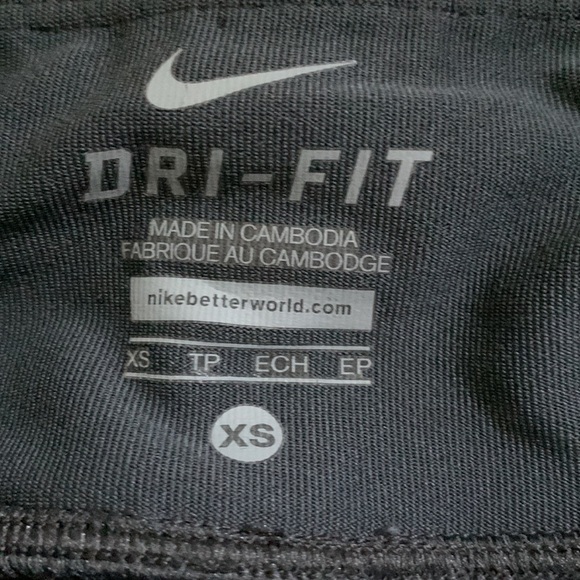 DRI-FIT
MADE IN CAMBODIA
FABRIQUE AU CAMBODGE
nikebetterworld.com
XS TP ECH EP
XS